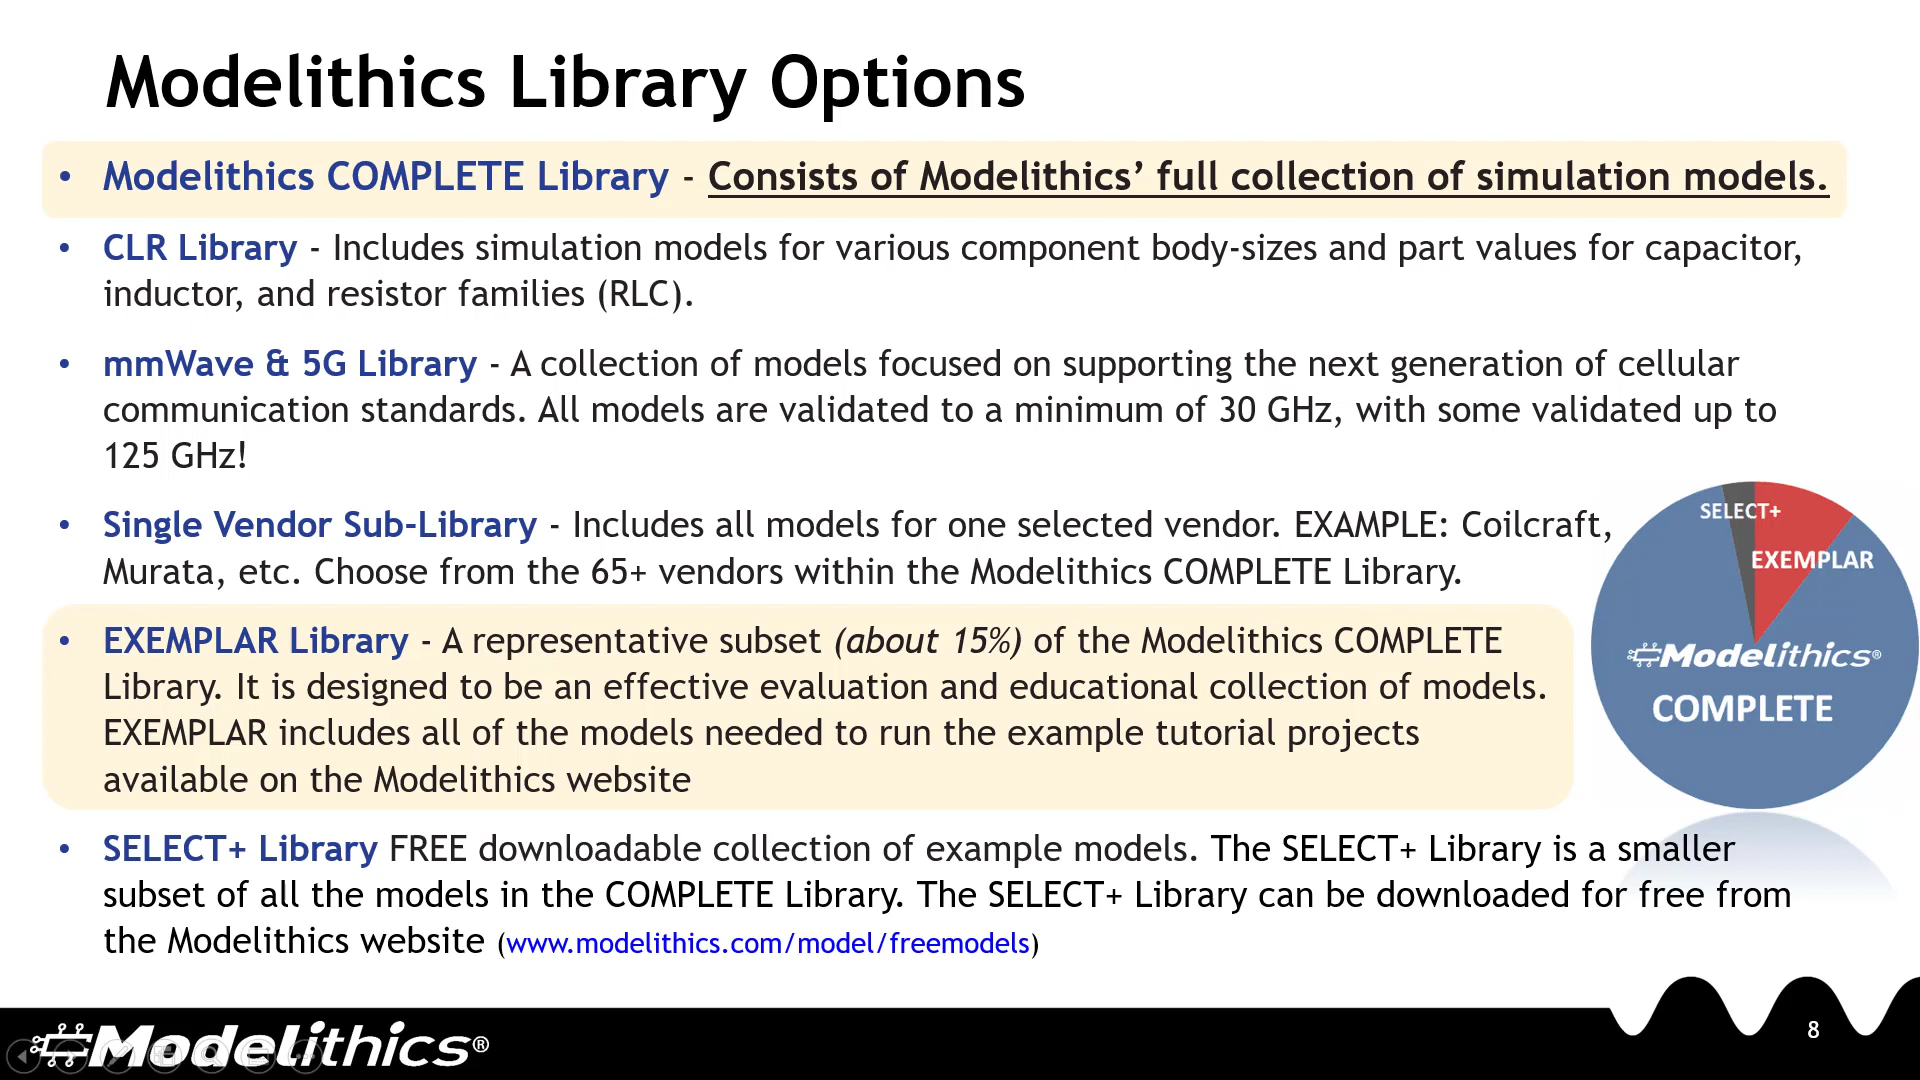 Modelithics Library Options
• Modelithics COMPLETE Library - Consists of Modelithics’ full collection of simulation models.
• CLR Library - Includes simulation models for various component body-sizes and part values for capacitor,
inductor, and resistor families (RLC).
• mmWave & 5G Library - A collection of models focused on supporting the next generation of cellular
communication standards. All models are validated to a minimum of 30 GHz, with some validated up to
125 GHz!
• Single Vendor Sub-Library - Includes all models for one selected vendor. EXAMPLE: Coilcraft,
Murata, etc. Choose from the 65+ vendors within the Modelithics COMPLETE Library.
• EXEMPLAR Library - A representative subset (about 15%) of the Modelithics COMPLETE
Library. It is designed to be an effective evaluation and educational collection of models.
EXEMPLAR includes all of the models needed to run the example tutorial projects
available on the Modelithics website
• SELECT+ Library FREE downloadable collection of example models. The SELECT+ Library is a smaller
subset of all the models in the COMPLETE Library. The SELECT+ Library can be downloaded for free from
the Modelithics website (www.modelithics.com/model/freemodels)
SELECT+
EXEMPLAR
Modelithics®
COMPLETE
Modelithics®
8